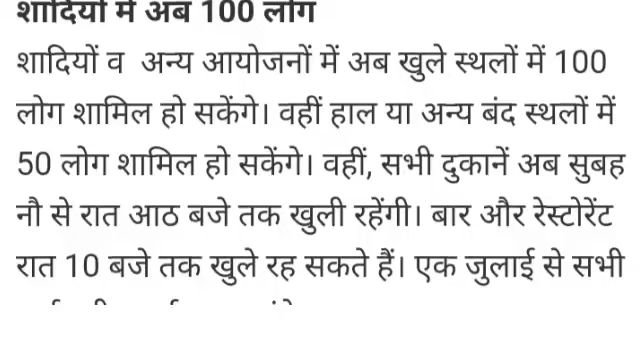 शादियों में अब 100 लोग
शादियों व अन्य आयोजनों में अब खुले स्थलों में 100
लोग शामिल हो सकेंगे। वहीं हाल या अन्य बंद स्थलों में
50 लोग शामिल हो सकेंगे। वहीं, सभी दुकानें अब सुबह
नौ से रात आठ बजे तक खुली रहेंगी। बार और रेस्टोरेंट
रात 10 बजे तक खुले रह सकते हैं। एक जुलाई से सभी